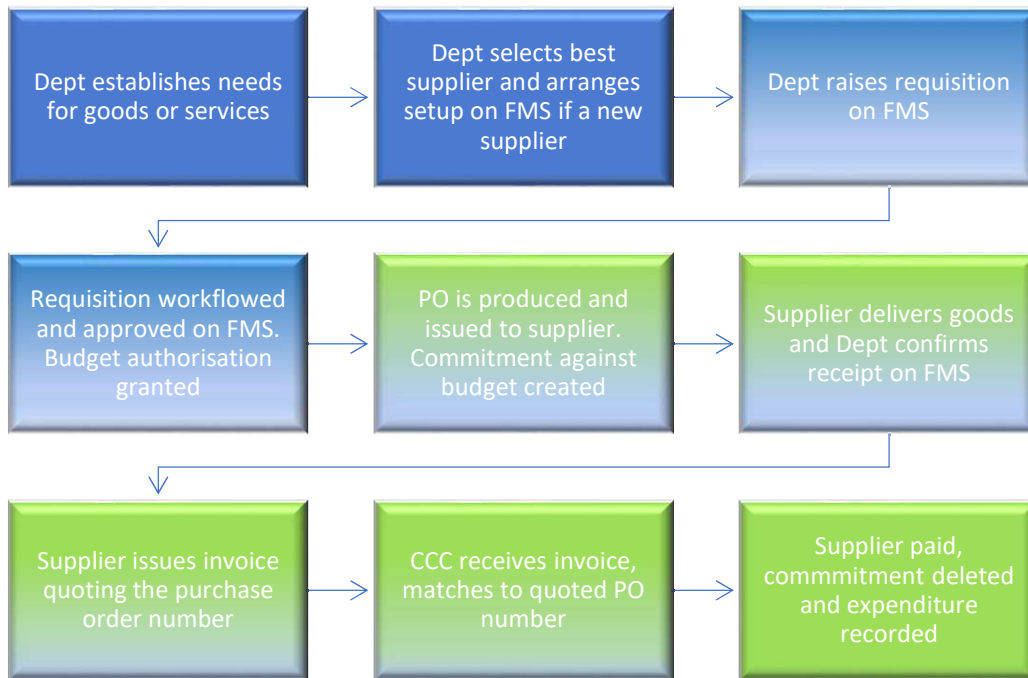 Dept establishes needs
for goods or services
Dept selects best
supplier and arranges
setup on FMS if a new
supplier
Dept raises requisition
on FMS
Requisition workflowed
and approved on FMS.
Budget authorisation
granted
PO is produced and
issued to supplier.
Commitment against
budget created
Supplier delivers goods
and Dept confirms
receipt on FMS
Supplier issues invoice
quoting the purchase
order number
CCC receives invoice,
matches to quoted PO
number
Supplier paid,
commmitment deleted
and expenditure
recorded